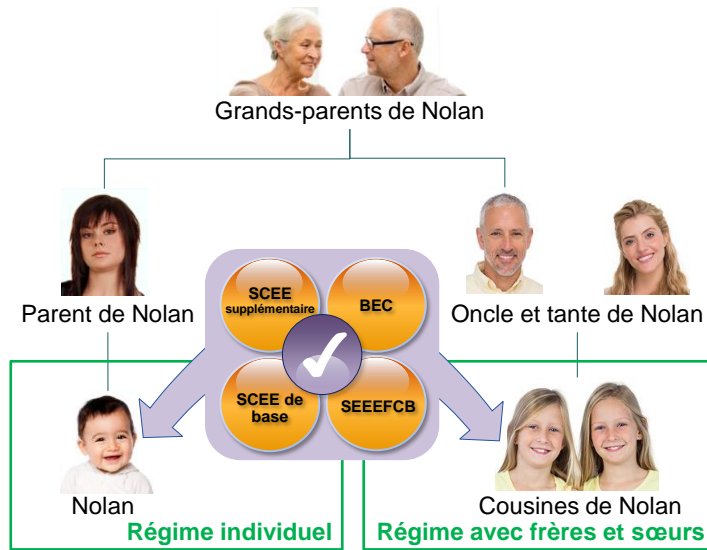 Grands-parents de Nolan
Parent de Nolan
Oncle et tante de Nolan
SCEE
supplémentaire
BEC
SCEE de
base
SEEEFCB
Nolan
Cousines de Nolan
Régime individuel
Régime avec frères et sœurs